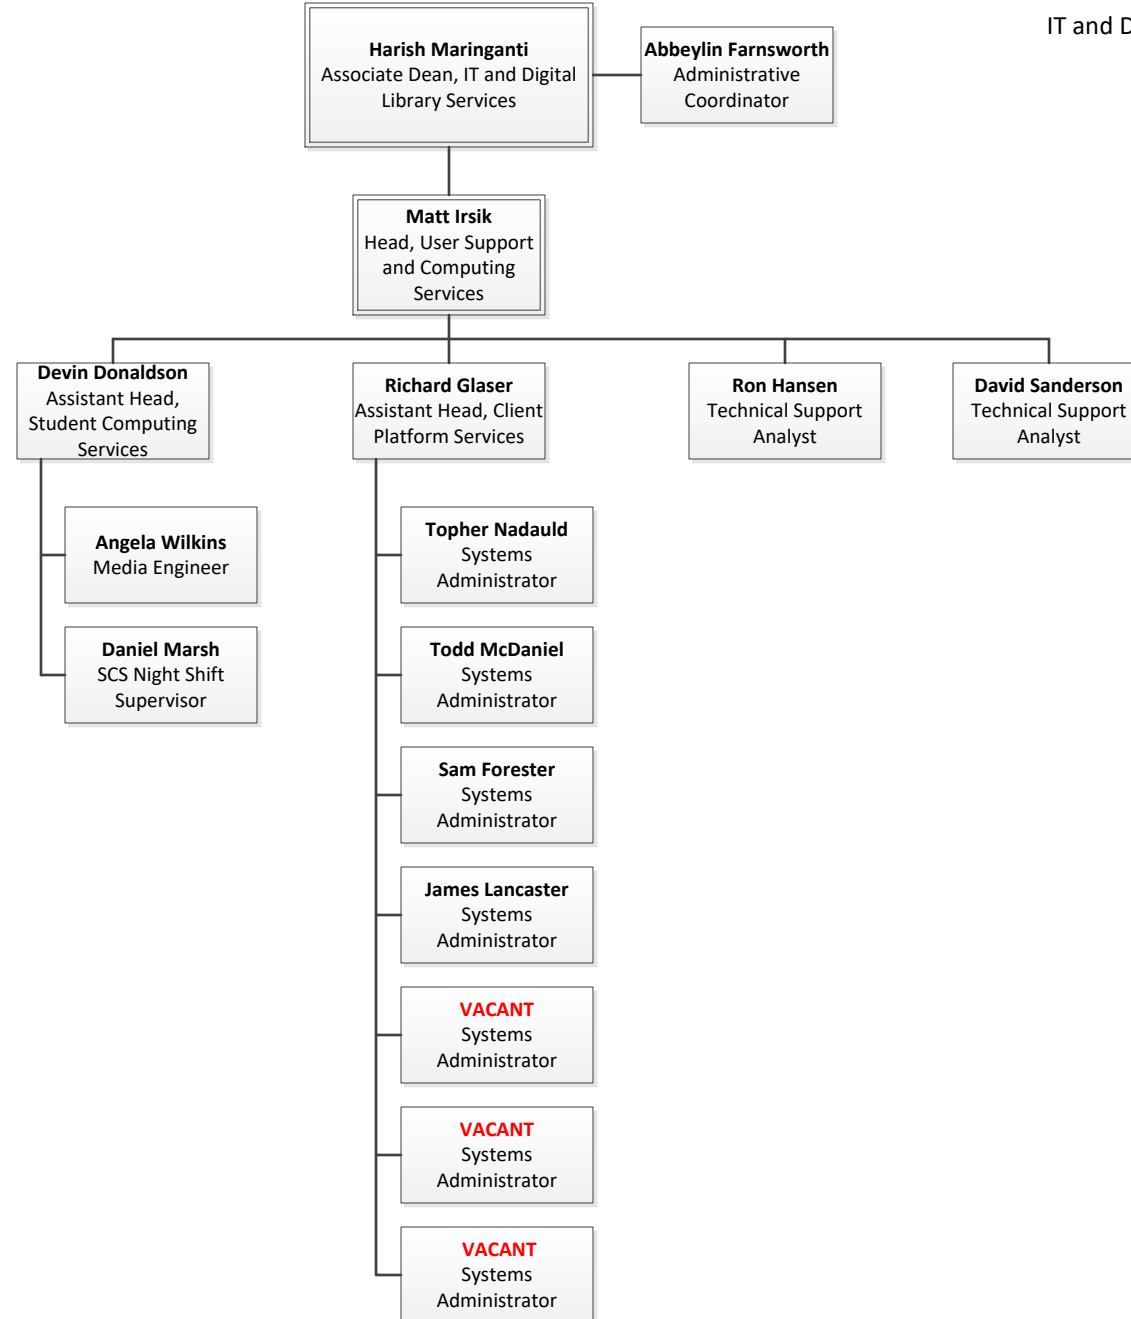 IT and D
Harish Maringanti
Associate Dean, IT and Digital
Library Services
Abbeylin Farnsworth
Administrative
Coordinator
Matt Irsik
Head, User Support
and Computing
Services
Devin Donaldson
Assistant Head,
Student Computing
Services
Richard Glaser
Assistant Head, Client
Platform Services
Ron Hansen
Technical Support
Analyst
David Sanderson
Technical Support
Analyst
Angela Wilkins
Media Engineer
Daniel Marsh
SCS Night Shift
Supervisor
Topher Nadauld
Systems
Administrator
Todd McDaniel
Systems
Administrator
Sam Forester
Systems
Administrator
James Lancaster
Systems
Administrator
VACANT
Systems
Administrator
VACANT
Systems
Administrator
VACANT
Systems
Administrator